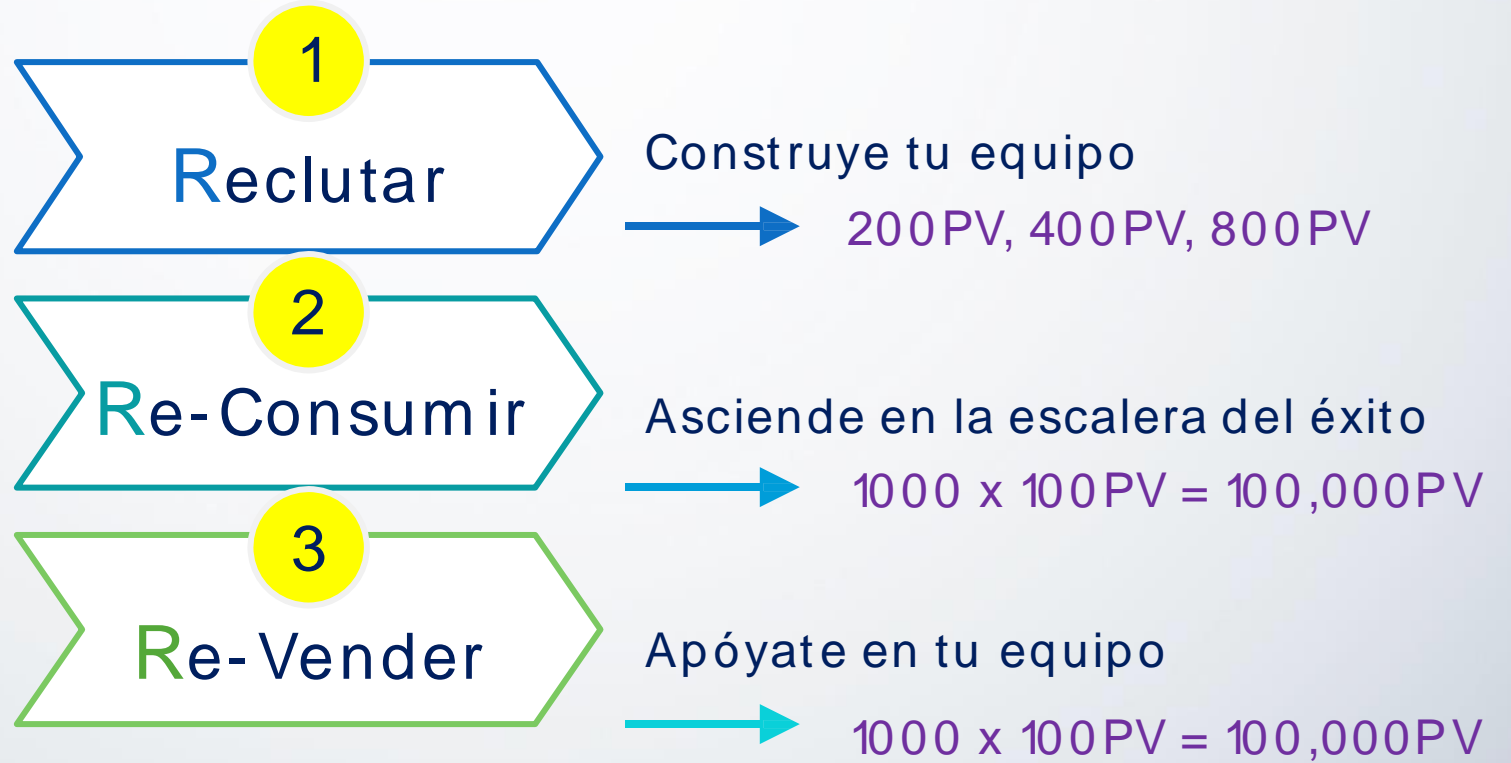 1
Reclutar
Construye tu equipo
200PV, 400PV, 800PV
2
Re-Consumir
Asciende en la escalera del éxito
1000 x 100PV = 100,000PV
3
Re-Vender
Apóyate en tu equipo
1000 x 100PV = 100,000PV